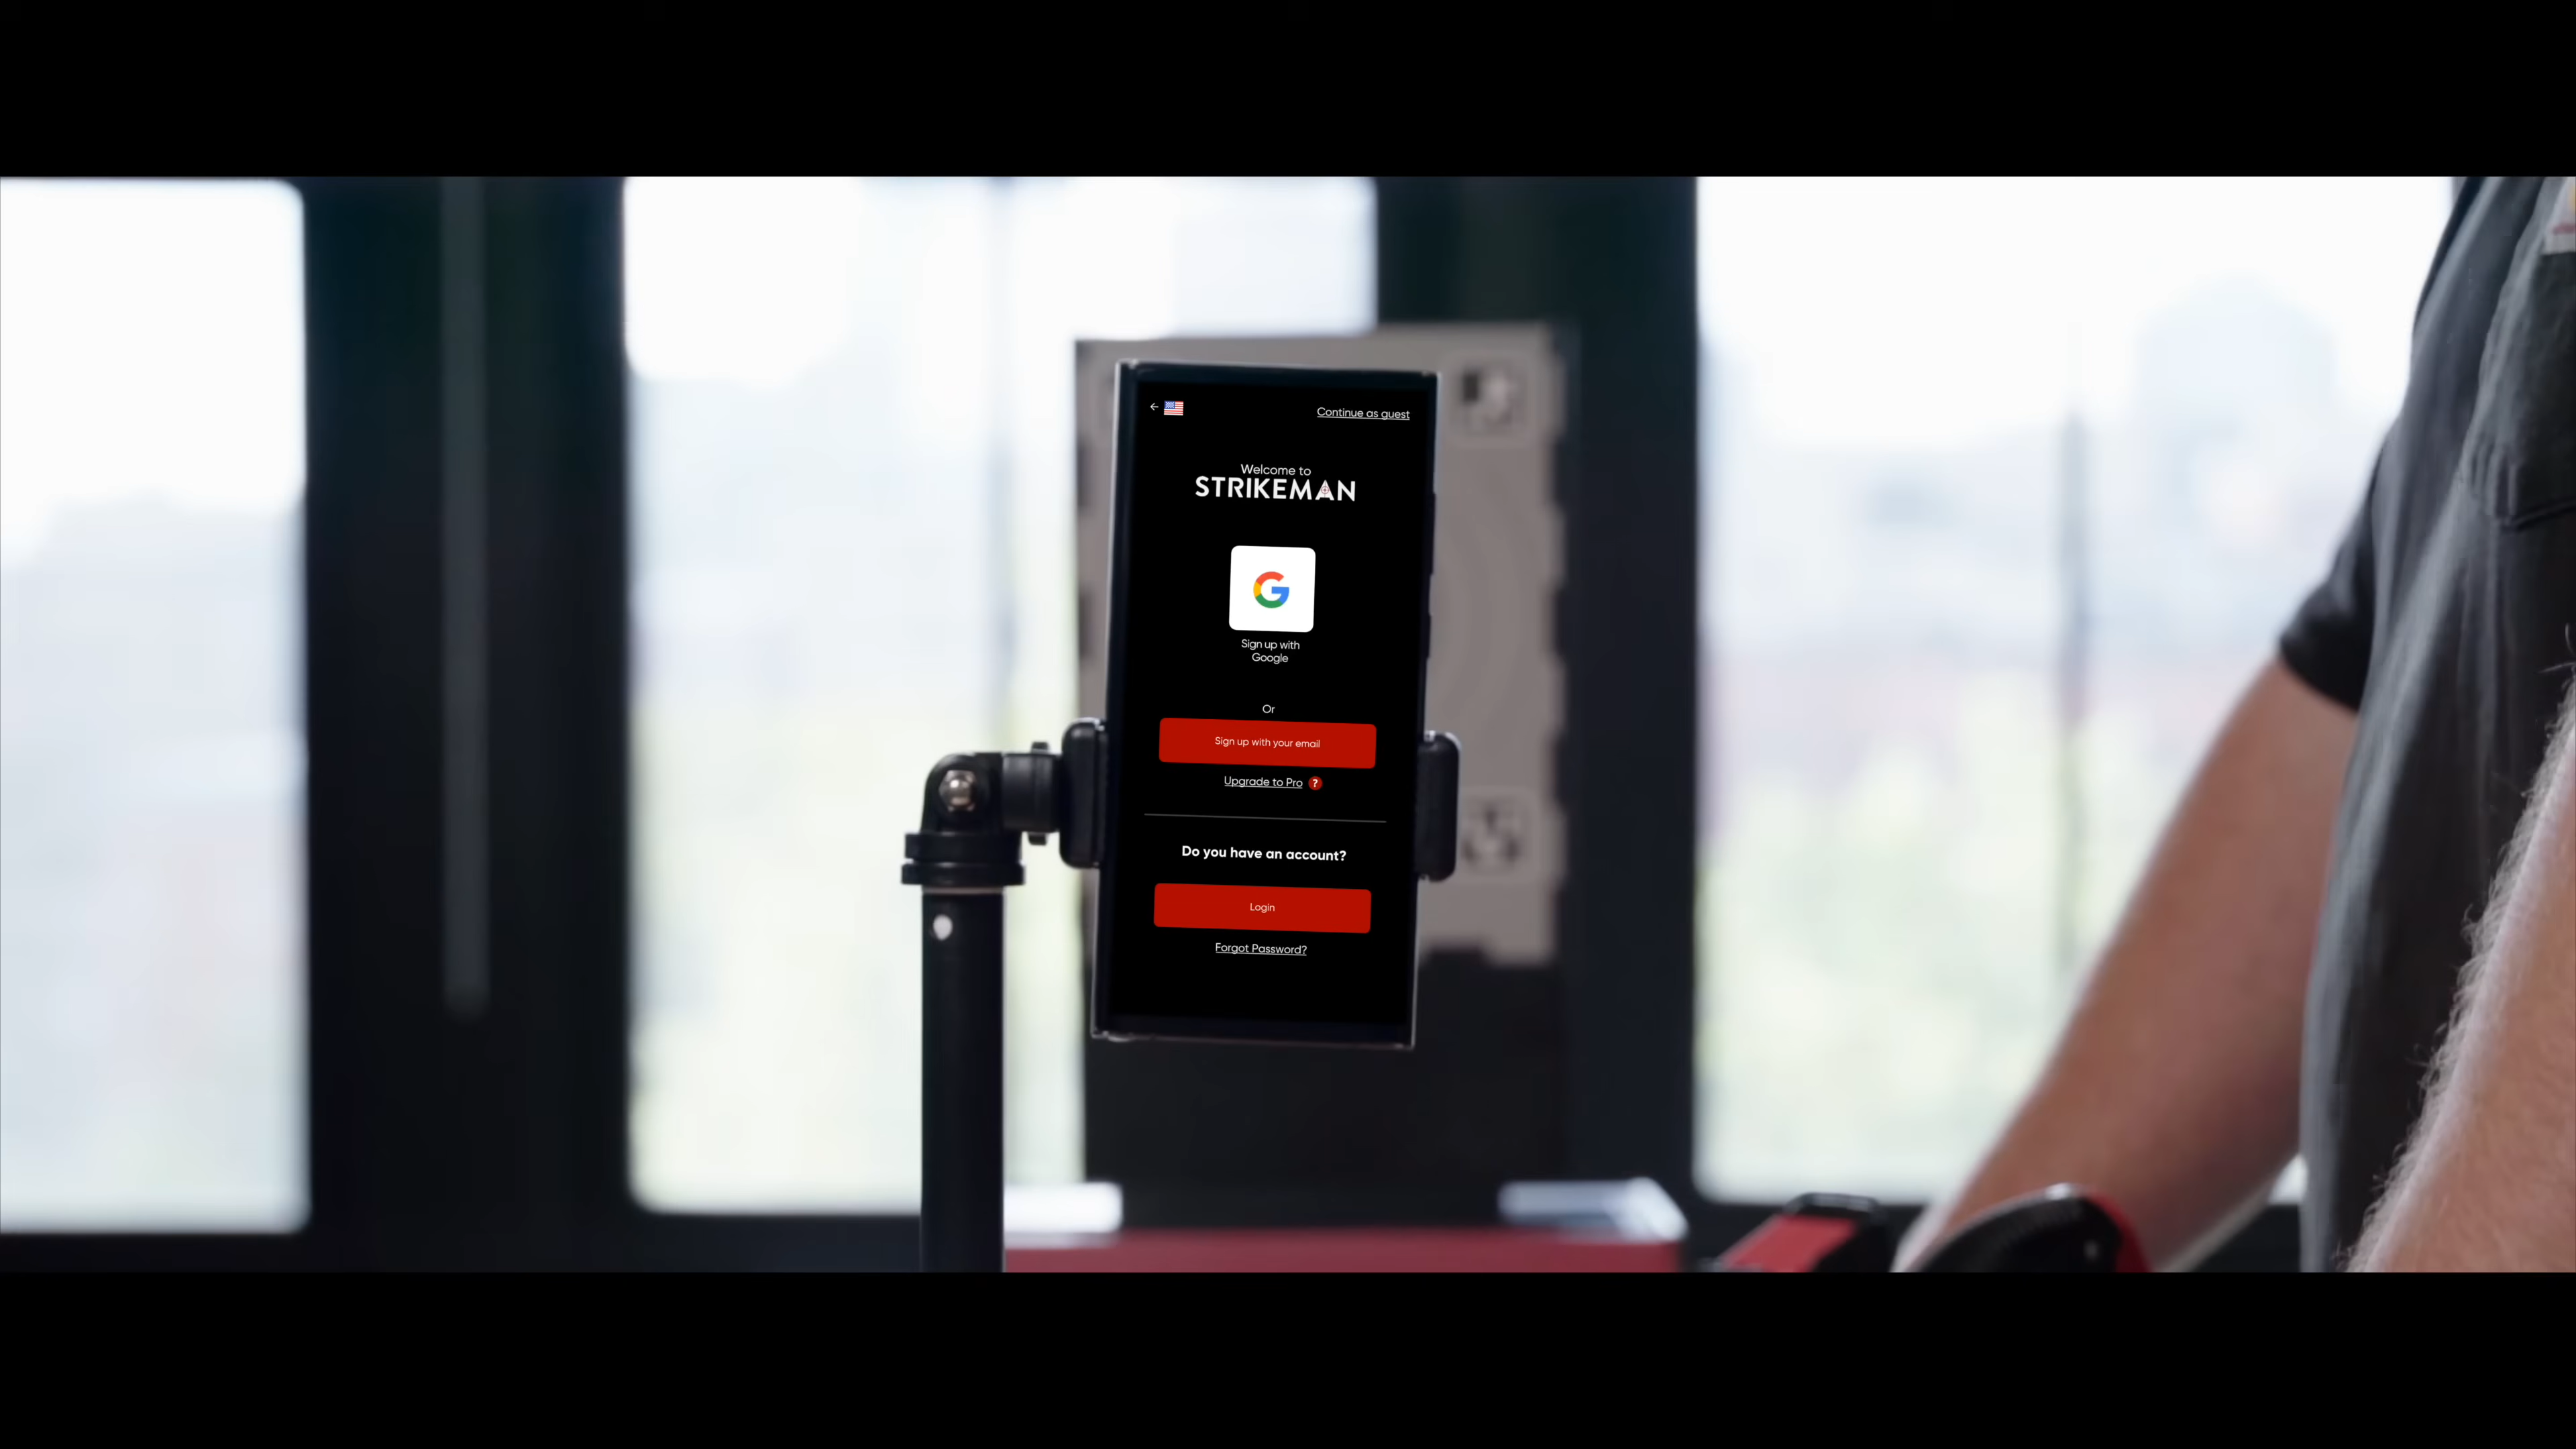 Continue as guest
Welcome to
STRIKEMAN
Sign up with
Google
Or
Sign up with your email
Upgrade to Pro ?
Do you have an account?
Login
Forgot Password?